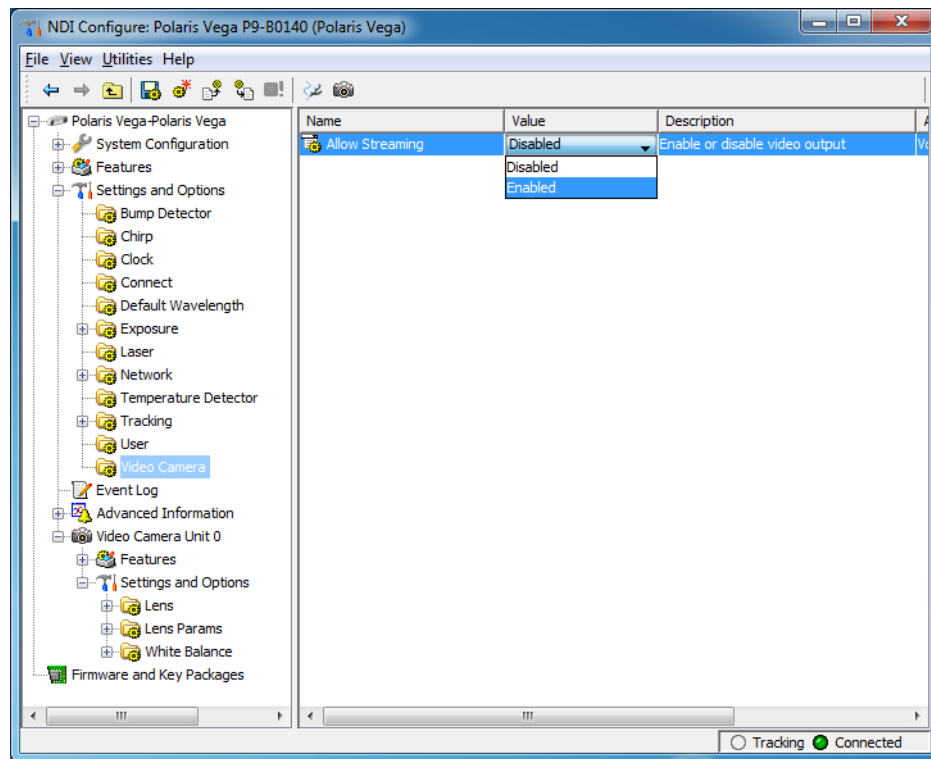 NDI Configure: Polaris Vega P9-B0140 (Polaris Vega)
File View Utilities Help
Polaris Vega-Polaris Vega
System Configuration
Features
Settings and Options
Bump Detector
Chirp
Clock
Connect
Default Wavelength
Exposure
Laser
Network
Temperature Detector
Tracking
User
Video Camera
Event Log
Advanced Information
Video Camera Unit 0
Features
Settings and Options
Lens
Lens Params
White Balance
Firmware and Key Packages
Name Value Description
Allow Streaming Disabled Enable or disable video output
Disabled
Enabled
Tracking Connected